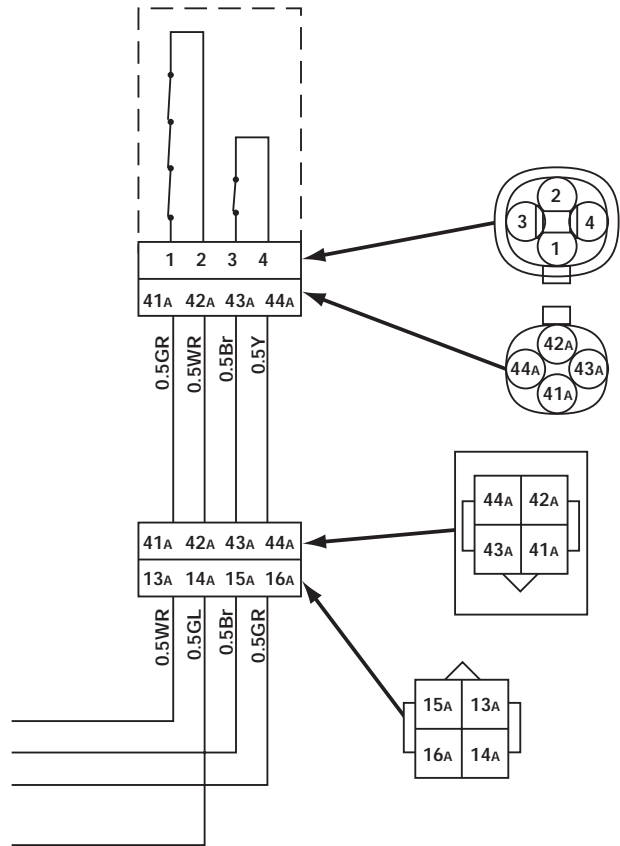 1 2 3 4
41A 42A 43A 44A
0.5GR 0.5WR 0.5Br 0.5Y
41A 42A 43A 44A
13A 14A 15A 16A
0.5WR 0.5GL 0.5Br 0.5GR
2
3 4
1
42A
44A 43A
41A
44A 42A
43A 41A
15A 13A
16A 14A